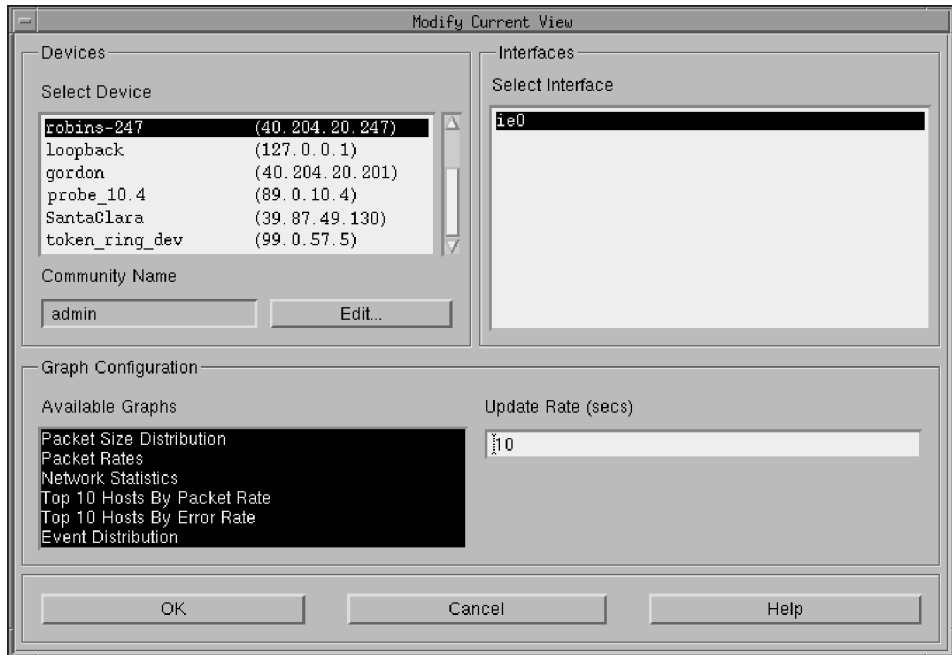 Modify Current View
Devices
Select Device
robins-247 (40.204.20.247)
loopback (127.0.0.1)
gordon (40.204.20.201)
probe_10.4 (89.0.10.4)
SantaClara (39.87.49.130)
token_ring_dev (99.0.57.5)
Community Name
admin
Edit...
Interfaces
Select Interface
ie0
Graph Configuration
Available Graphs
Packet Size Distribution
Packet Rates
Network Statistics
Top 10 Hosts By Packet Rate
Top 10 Hosts By Error Rate
Event Distribution
Update Rate (secs)
10
OK
Cancel
Help